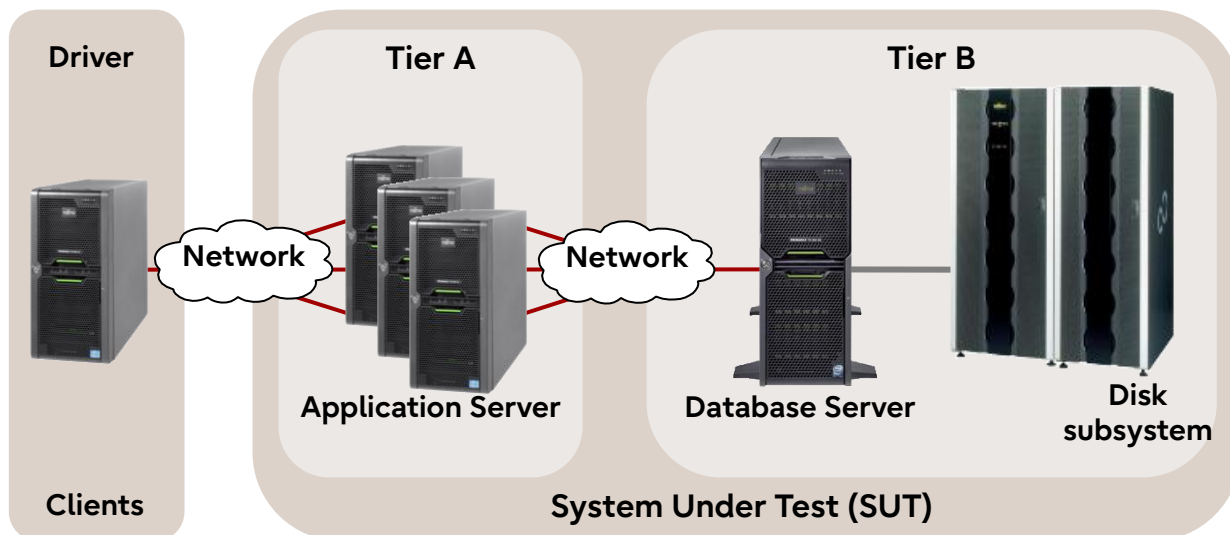 Driver
Tier A
Tier B
Network
Network
Application Server
Database Server
Disk
subsystem
Clients
System Under Test (SUT)